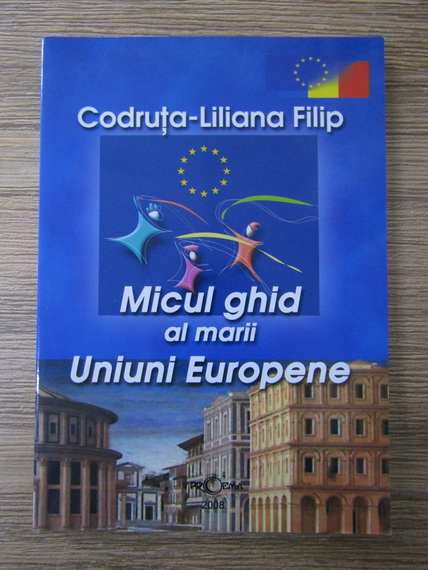 Codruța-Liliana Filip
Micul ghid
al marii
Uniuni Europene
2008